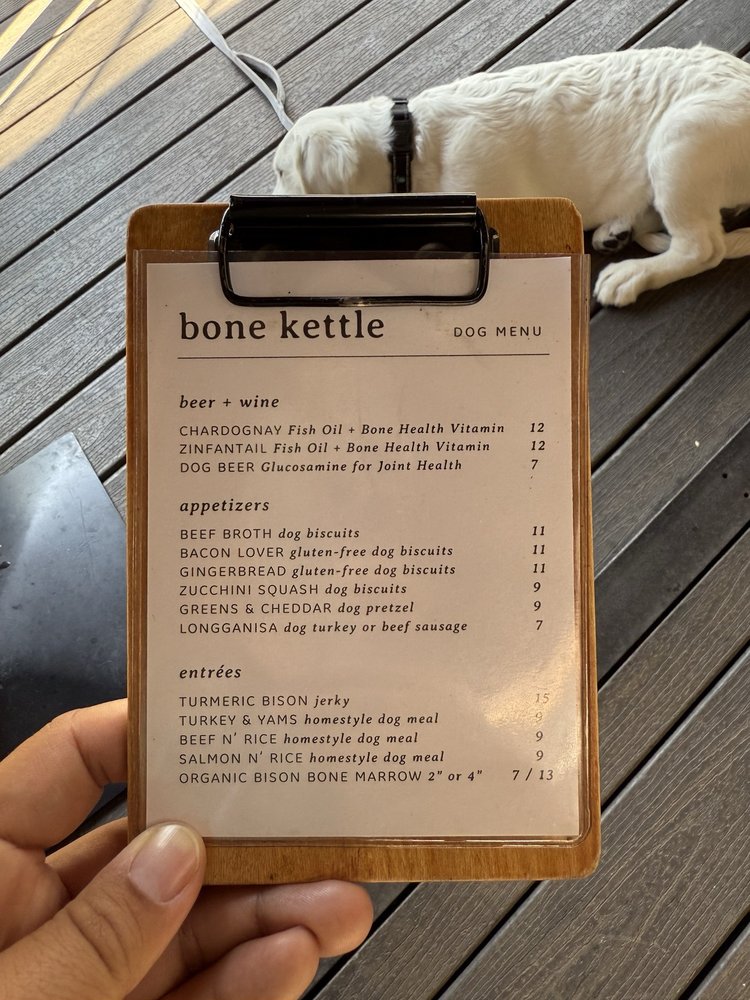 bone kettle DOG MENU
beer + wine
CHARDOGNAY Fish Oil + Bone Health Vitamin 12
ZINFANTAIL Fish Oil + Bone Health Vitamin 12
DOG BEER Glucosamine for Joint Health 7
appetizers
BEEF BROTH dog biscuits 11
BACON LOVER gluten-free dog biscuits 11
GINGERBREAD gluten-free dog biscuits 11
ZUCCHINI SQUASH dog biscuits 9
GREENS & CHEDDAR dog pretzel 9
LONGGANISA dog turkey or beef sausage 7
entrées
TURMERIC BISON jerky 15
TURKEY & YAMS homestyle dog meal 9
BEEF N' RICE homestyle dog meal 9
SALMON N' RICE homestyle dog meal 9
ORGANIC BISON BONE MARROW 2" or 4" 7 / 13